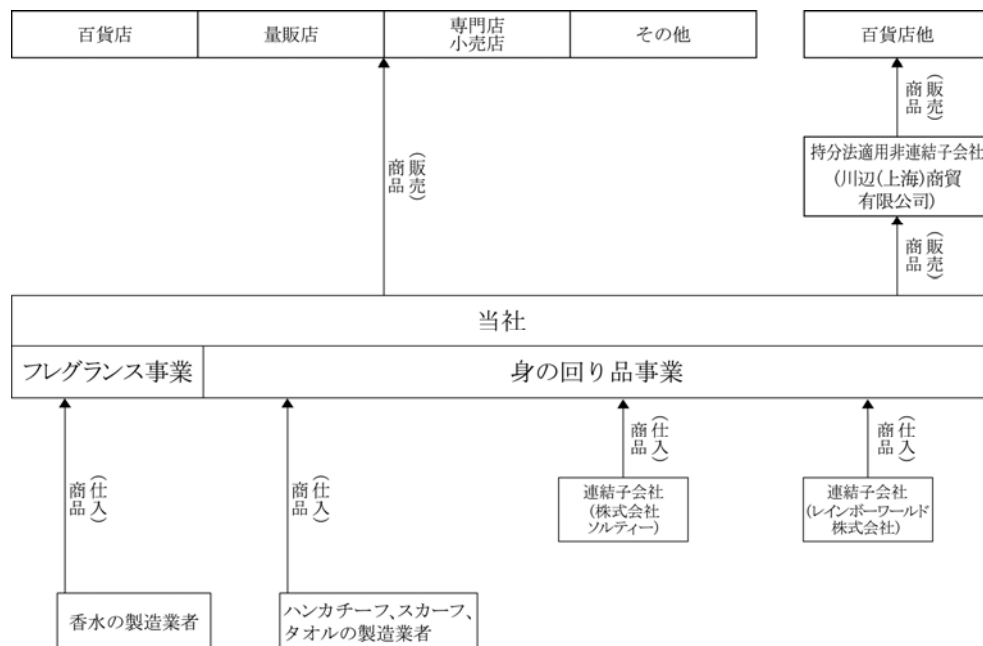 百貨店
量販店
専門店
小売店
その他
百貨店他
商品
(販売)
持分法適用非連結子会社
(川辺(上海)商貿
有限公司)
商品
(販売)
商品
(販売)
当社
フレグランス事業
身の回り品事業
商品
(仕入)
商品
(仕入)
商品
(仕入)
商品
(仕入)
連結子会社
(株式会社
ソルティー)
連結子会社
(レインボーワールド
株式会社)
香水の製造業者
ハンカチーフ、スカーフ、
タオルの製造業者